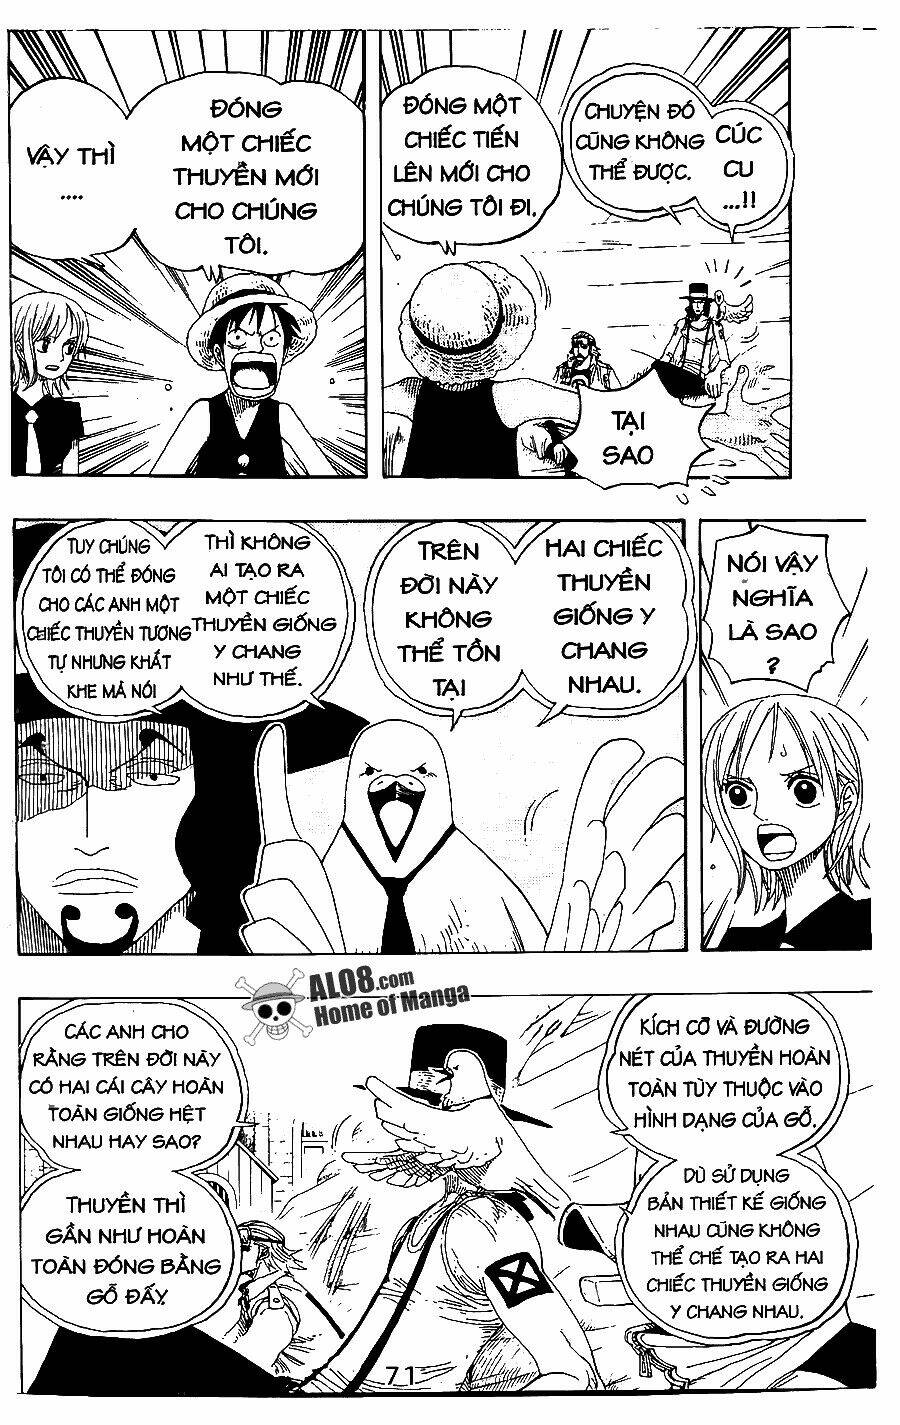 VẬY THÌ
....
ĐÓNG
MỘT CHIẾC
THUYỀN MỚI
CHO CHÚNG
TÔI.
ĐÓNG MỘT
CHIẾC TIẾN
LÊN MỚI CHO
CHÚNG TÔI ĐI.
CHUYỆN ĐÓ
CŨNG KHÔNG
THỂ ĐƯỢC.
CÚC
CU
...!!
TẠI
SAO
TUY CHÚNG
TÔI CÓ THỂ ĐÓNG
CHO CÁC ANH MỘT
CHIẾC THUYỀN TƯƠNG
TỰ NHƯNG KHẮT
KHE MÀ NÓI
THÌ KHÔNG
AI TẠO RA
MỘT CHIẾC
THUYỀN GIỐNG
Y CHANG
NHƯ THẾ.
TRÊN
ĐỜI NÀY
KHÔNG
THỂ TỒN
TẠI
HAI CHIẾC
THUYỀN
GIỐNG Y
CHANG
NHAU.
NÓI VẬY
NGHĨA
LÀ SAO
?
AL08.com
Home of Manga
CÁC ANH CHO
RẰNG TRÊN ĐỜI NÀY
CÓ HAI CÁI CÂY HOÀN
TOÀN GIỐNG HỆT
NHAU HAY SAO?
THUYỀN THÌ
GẦN NHƯ HOÀN
TOÀN ĐÓNG BẰNG
GỖ ĐẤY.
KÍCH CỠ VÀ ĐƯỜNG
NÉT CỦA THUYỀN HOÀN
TOÀN TÙY THUỘC VÀO
HÌNH DẠNG CỦA GỖ.
DÙ SỬ DỤNG
BẢN THIẾT KẾ GIỐNG
NHAU CŨNG KHÔNG
THỂ CHẾ TẠO RA HAI
CHIẾC THUYỀN GIỐNG
Y CHANG NHAU.
71